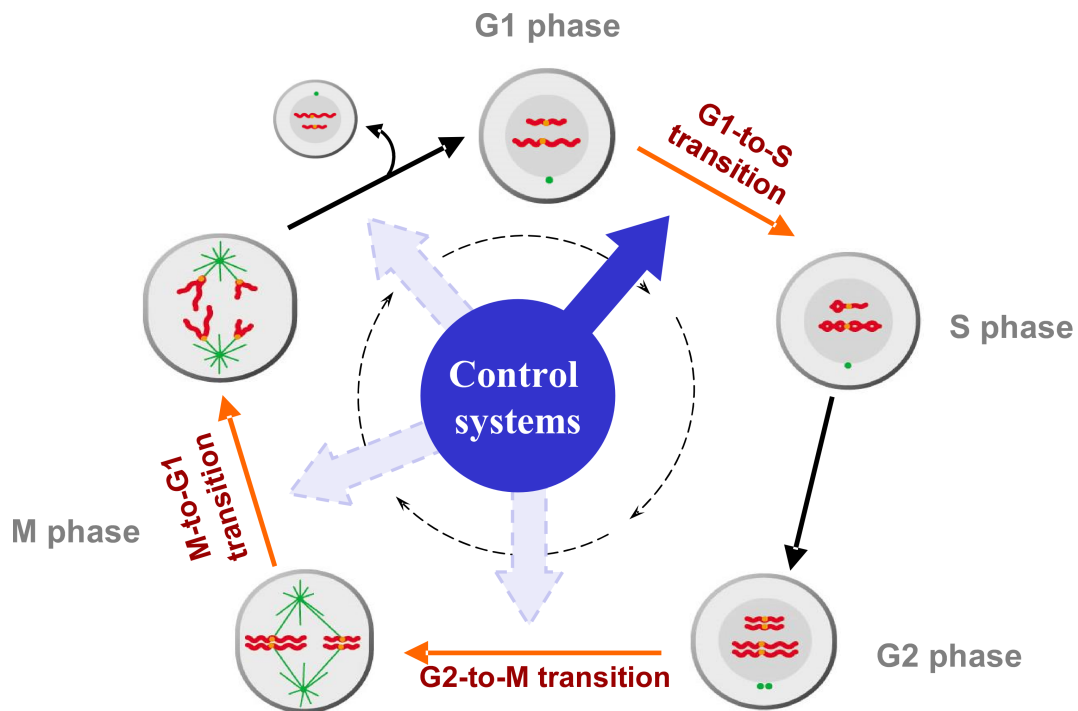 G1 phase
G1-to-S
transition
S phase
Control
systems
M-to-G1
transition
M phase
G2 phase
G2-to-M transition